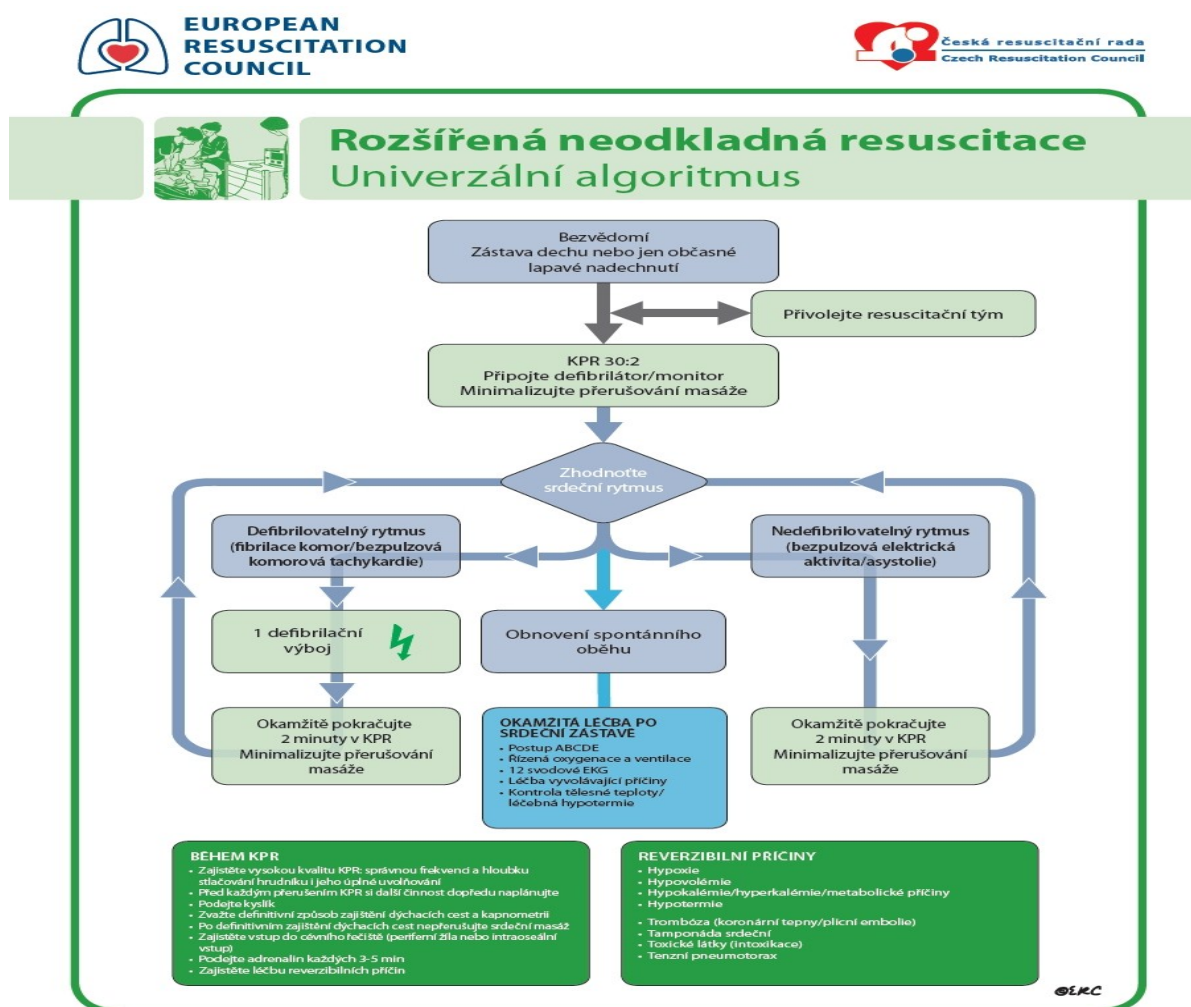 EUROPEAN
RESUSCITATION
COUNCIL
Česká resuscitační rada
Czech Resuscitation Council
Rozšířená neodkladná resuscitace
Univerzální algoritmus
Bezvědomí
Zástava dechu nebo jen občasné
lapavé nadechnutí
Přivolejte resuscitační tým
KPR 30:2
Připojte defibrilátor/monitor
Minimalizujte přerušování masáže
Zhodnoťte
srdeční rytmus
Defibrilovatelný rytmus
(fibrilace komor/bezpulzová
komorová tachykardie)
Nedefibrilovatelný rytmus
(bezpulzová elektrická
aktivita/asystolie)
1 defibrilační
výboj
Obnovení spontánního
oběhu
Okamžitě pokračujte
2 minuty v KPR
Minimalizujte přerušování
masáže
OKAMŽITÁ LÉČBA PO
SRDEČNÍ ZÁSTAVĚ
• Postup ABCDE
• Řízená oxygenace a ventilace
• 12 svodové EKG
• Léčba vyvolávající příčiny
• Kontrola tělesné teploty/
léčebná hypotermie
Okamžitě pokračujte
2 minuty v KPR
Minimalizujte přerušování
masáže
BĚHEM KPR
• Zajistěte vysokou kvalitu KPR: správnou frekvenci a hloubku
stlačování hrudníku i jeho úplné uvolňování
• Před každým přerušením KPR si další činnost dopředu naplánujte
• Podejte kyslík
• Zvažte definitivní způsob zajištění dýchacích cest a kapnometrii
• Po definitivním zajištění dýchacích cest nepřerušujte srdeční masáž
• Zajistěte vstup do cévního řečiště (periferní žíla nebo intraoseální
vstup)
• Podejte adrenalin každých 3-5 min
• Zajistěte léčbu reverzibilních příčin
REVERZIBILNÍ PŘÍČINY
• Hypoxie
• Hypovolémie
• Hypokalémie/hyperkalémie/metabolické příčiny
• Hypotermie
• Trombóza (koronární tepny/plicní embolie)
• Tamponáda srdeční
• Toxické látky (intoxikace)
• Tenzní pneumotorax
©ERC